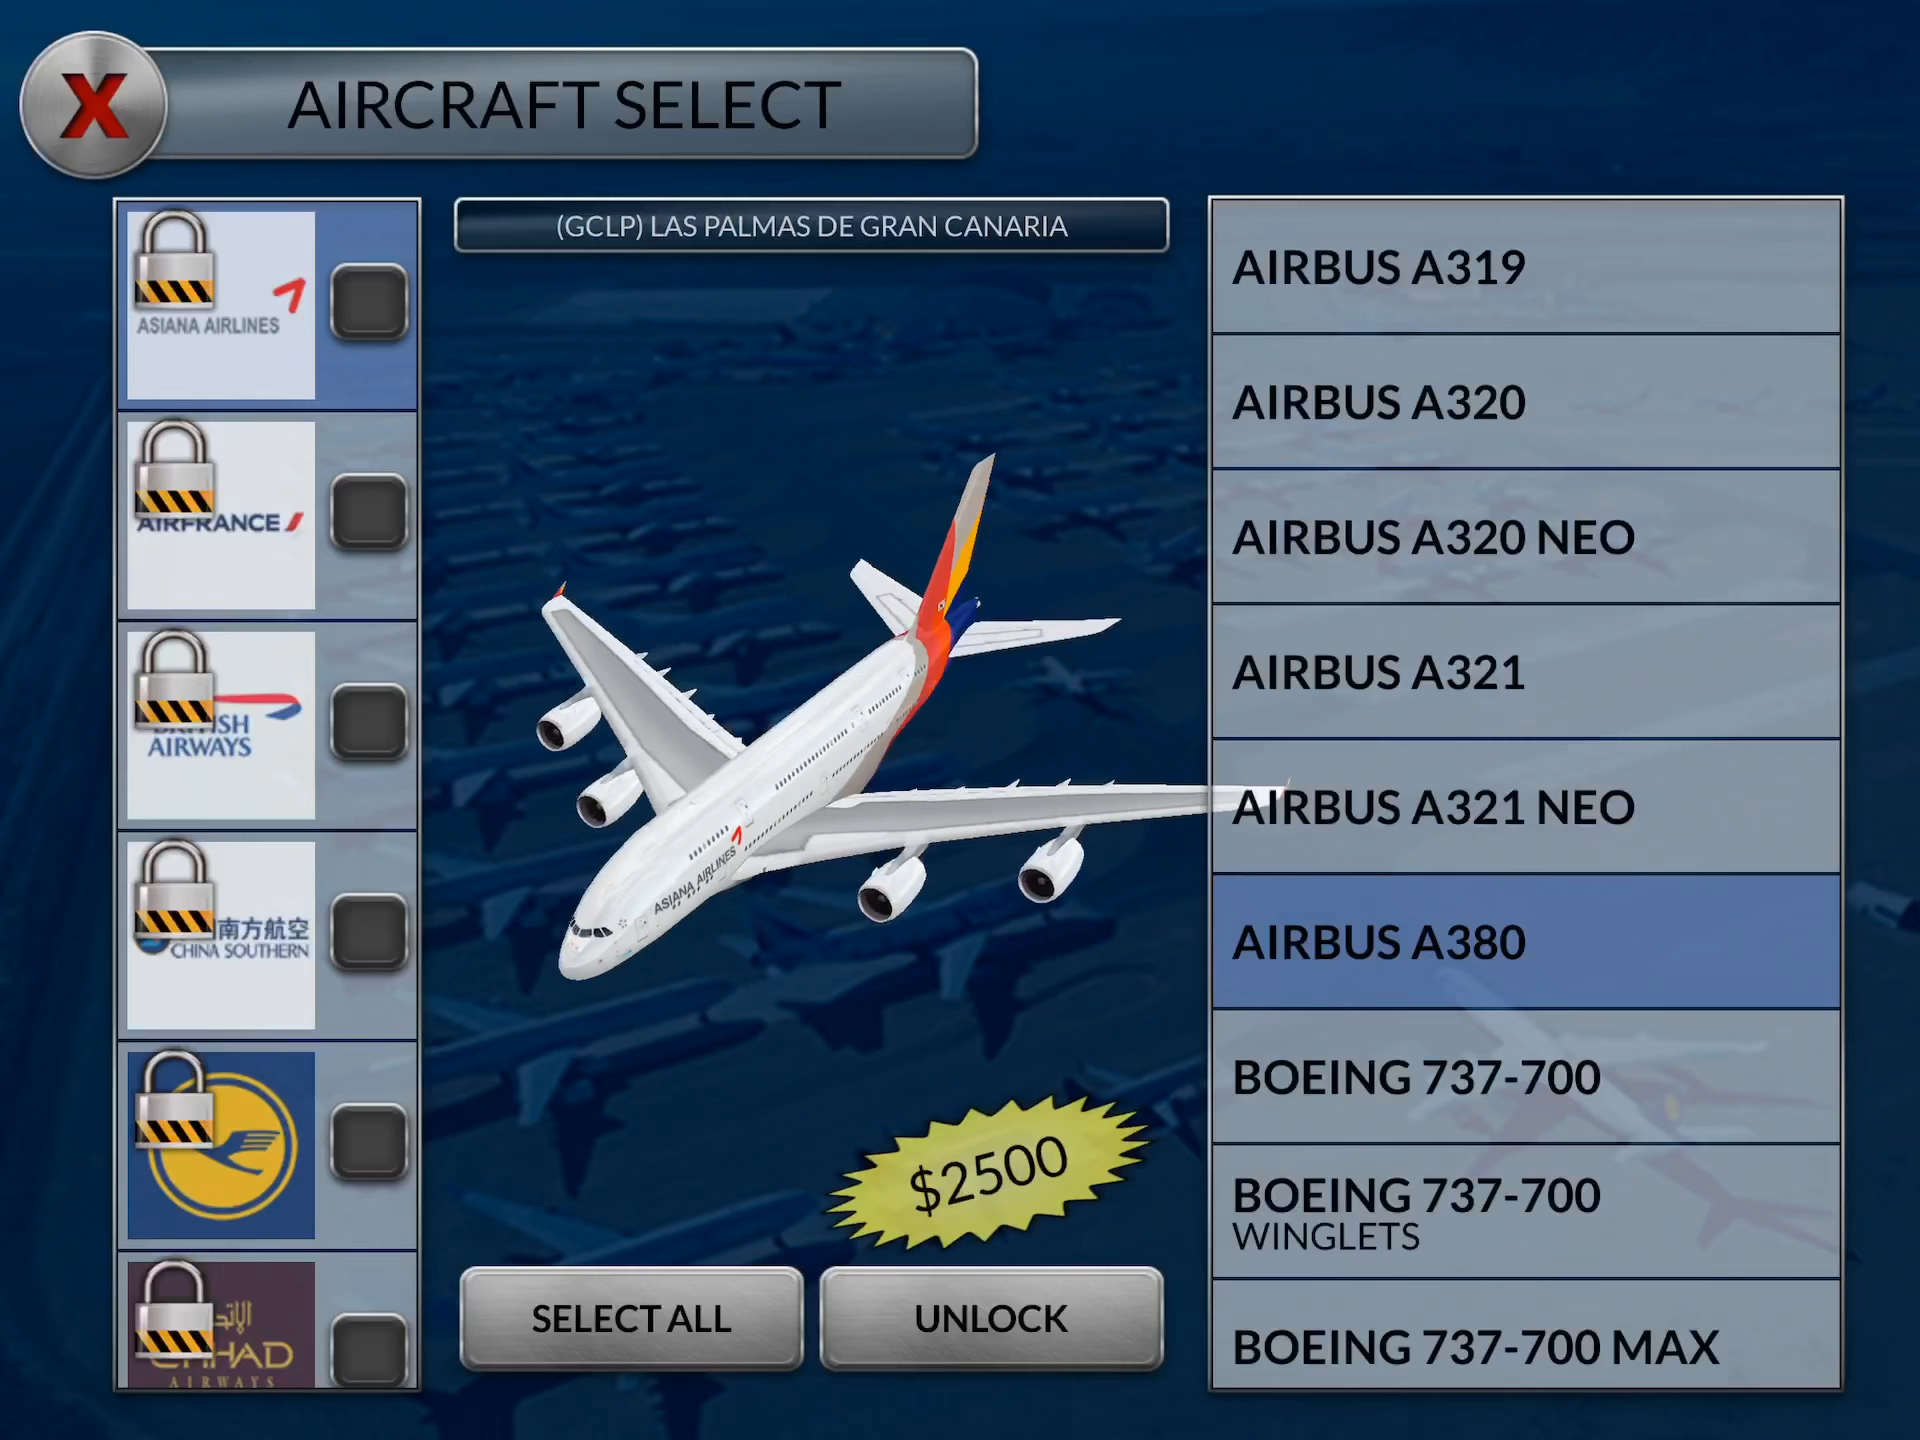 X
AIRCRAFT SELECT
(GCLP) LAS PALMAS DE GRAN CANARIA
ASIANA AIRLINES
AIRFRANCE
AIRWAYS
南方航空
CHINA SOUTHERN
AIRWAYS
ASIANA AIRLINES
$2500
SELECT ALL
UNLOCK
AIRBUS A319
AIRBUS A320
AIRBUS A320 NEO
AIRBUS A321
AIRBUS A321 NEO
AIRBUS A380
BOEING 737-700
BOEING 737-700
WINGLETS
BOEING 737-700 MAX